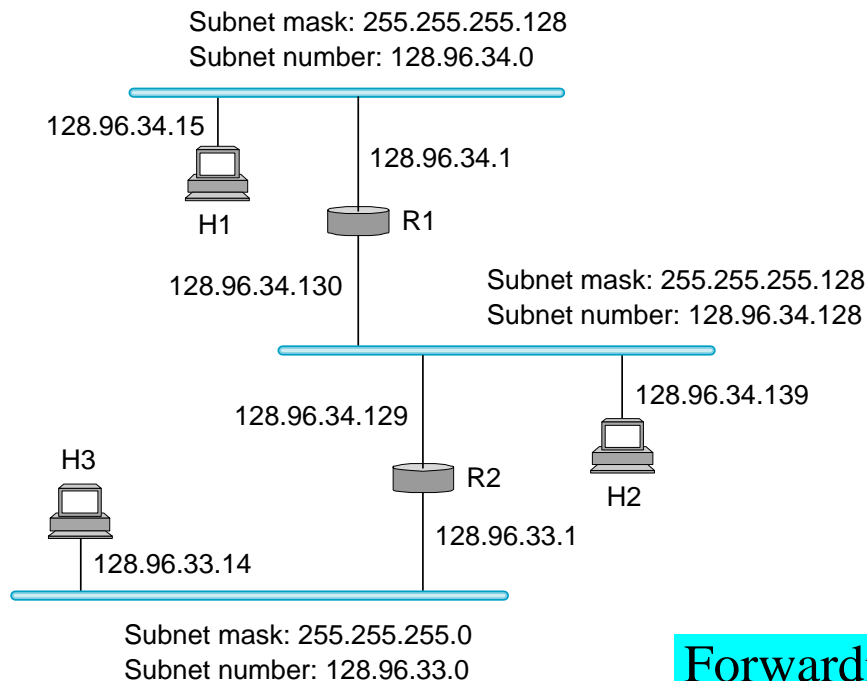 Subnet mask: 255.255.255.128
Subnet number: 128.96.34.0
128.96.34.15
128.96.34.1
H1
R1
128.96.34.130
Subnet mask: 255.255.255.128
Subnet number: 128.96.34.128
128.96.34.129
128.96.34.139
H3
R2
H2
128.96.33.1
128.96.33.14
Subnet mask: 255.255.255.0
Subnet number: 128.96.33.0